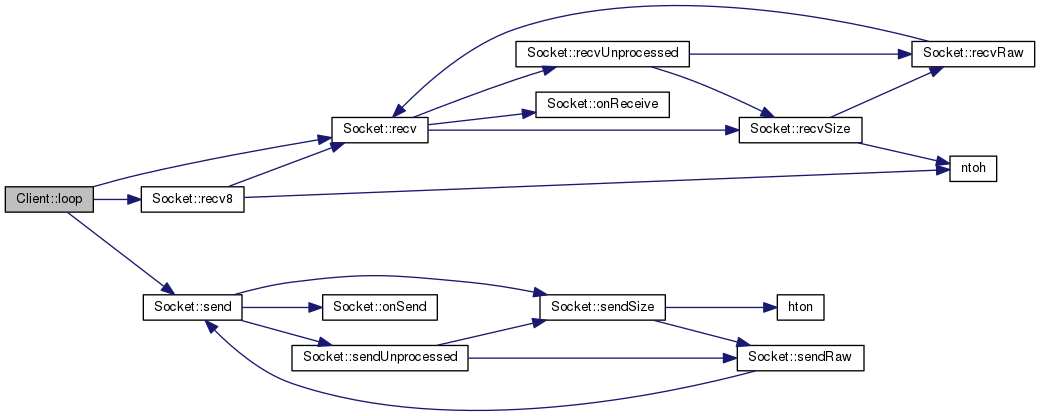 Socket::recvUnprocessed
Socket::recvRaw
Socket::onReceive
Socket::recv
Socket::recvSize
ntoh
Client::loop
Socket::recv8
Socket::send
Socket::onSend
Socket::sendSize
hton
Socket::sendUnprocessed
Socket::sendRaw